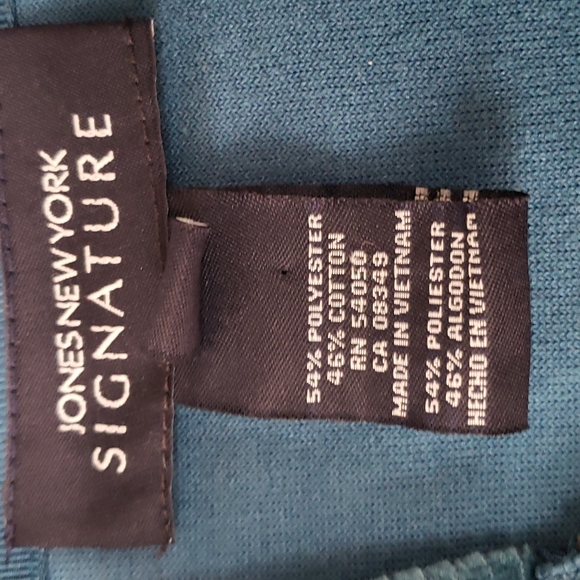 JONES NEW YORK
SIGNATURE
54% POLYESTER
46% COTTON
RN 54050
CA 08349
MADE IN VIETNAM
54% POLIESTER
46% ALGODON
HECHO EN VIETNAM